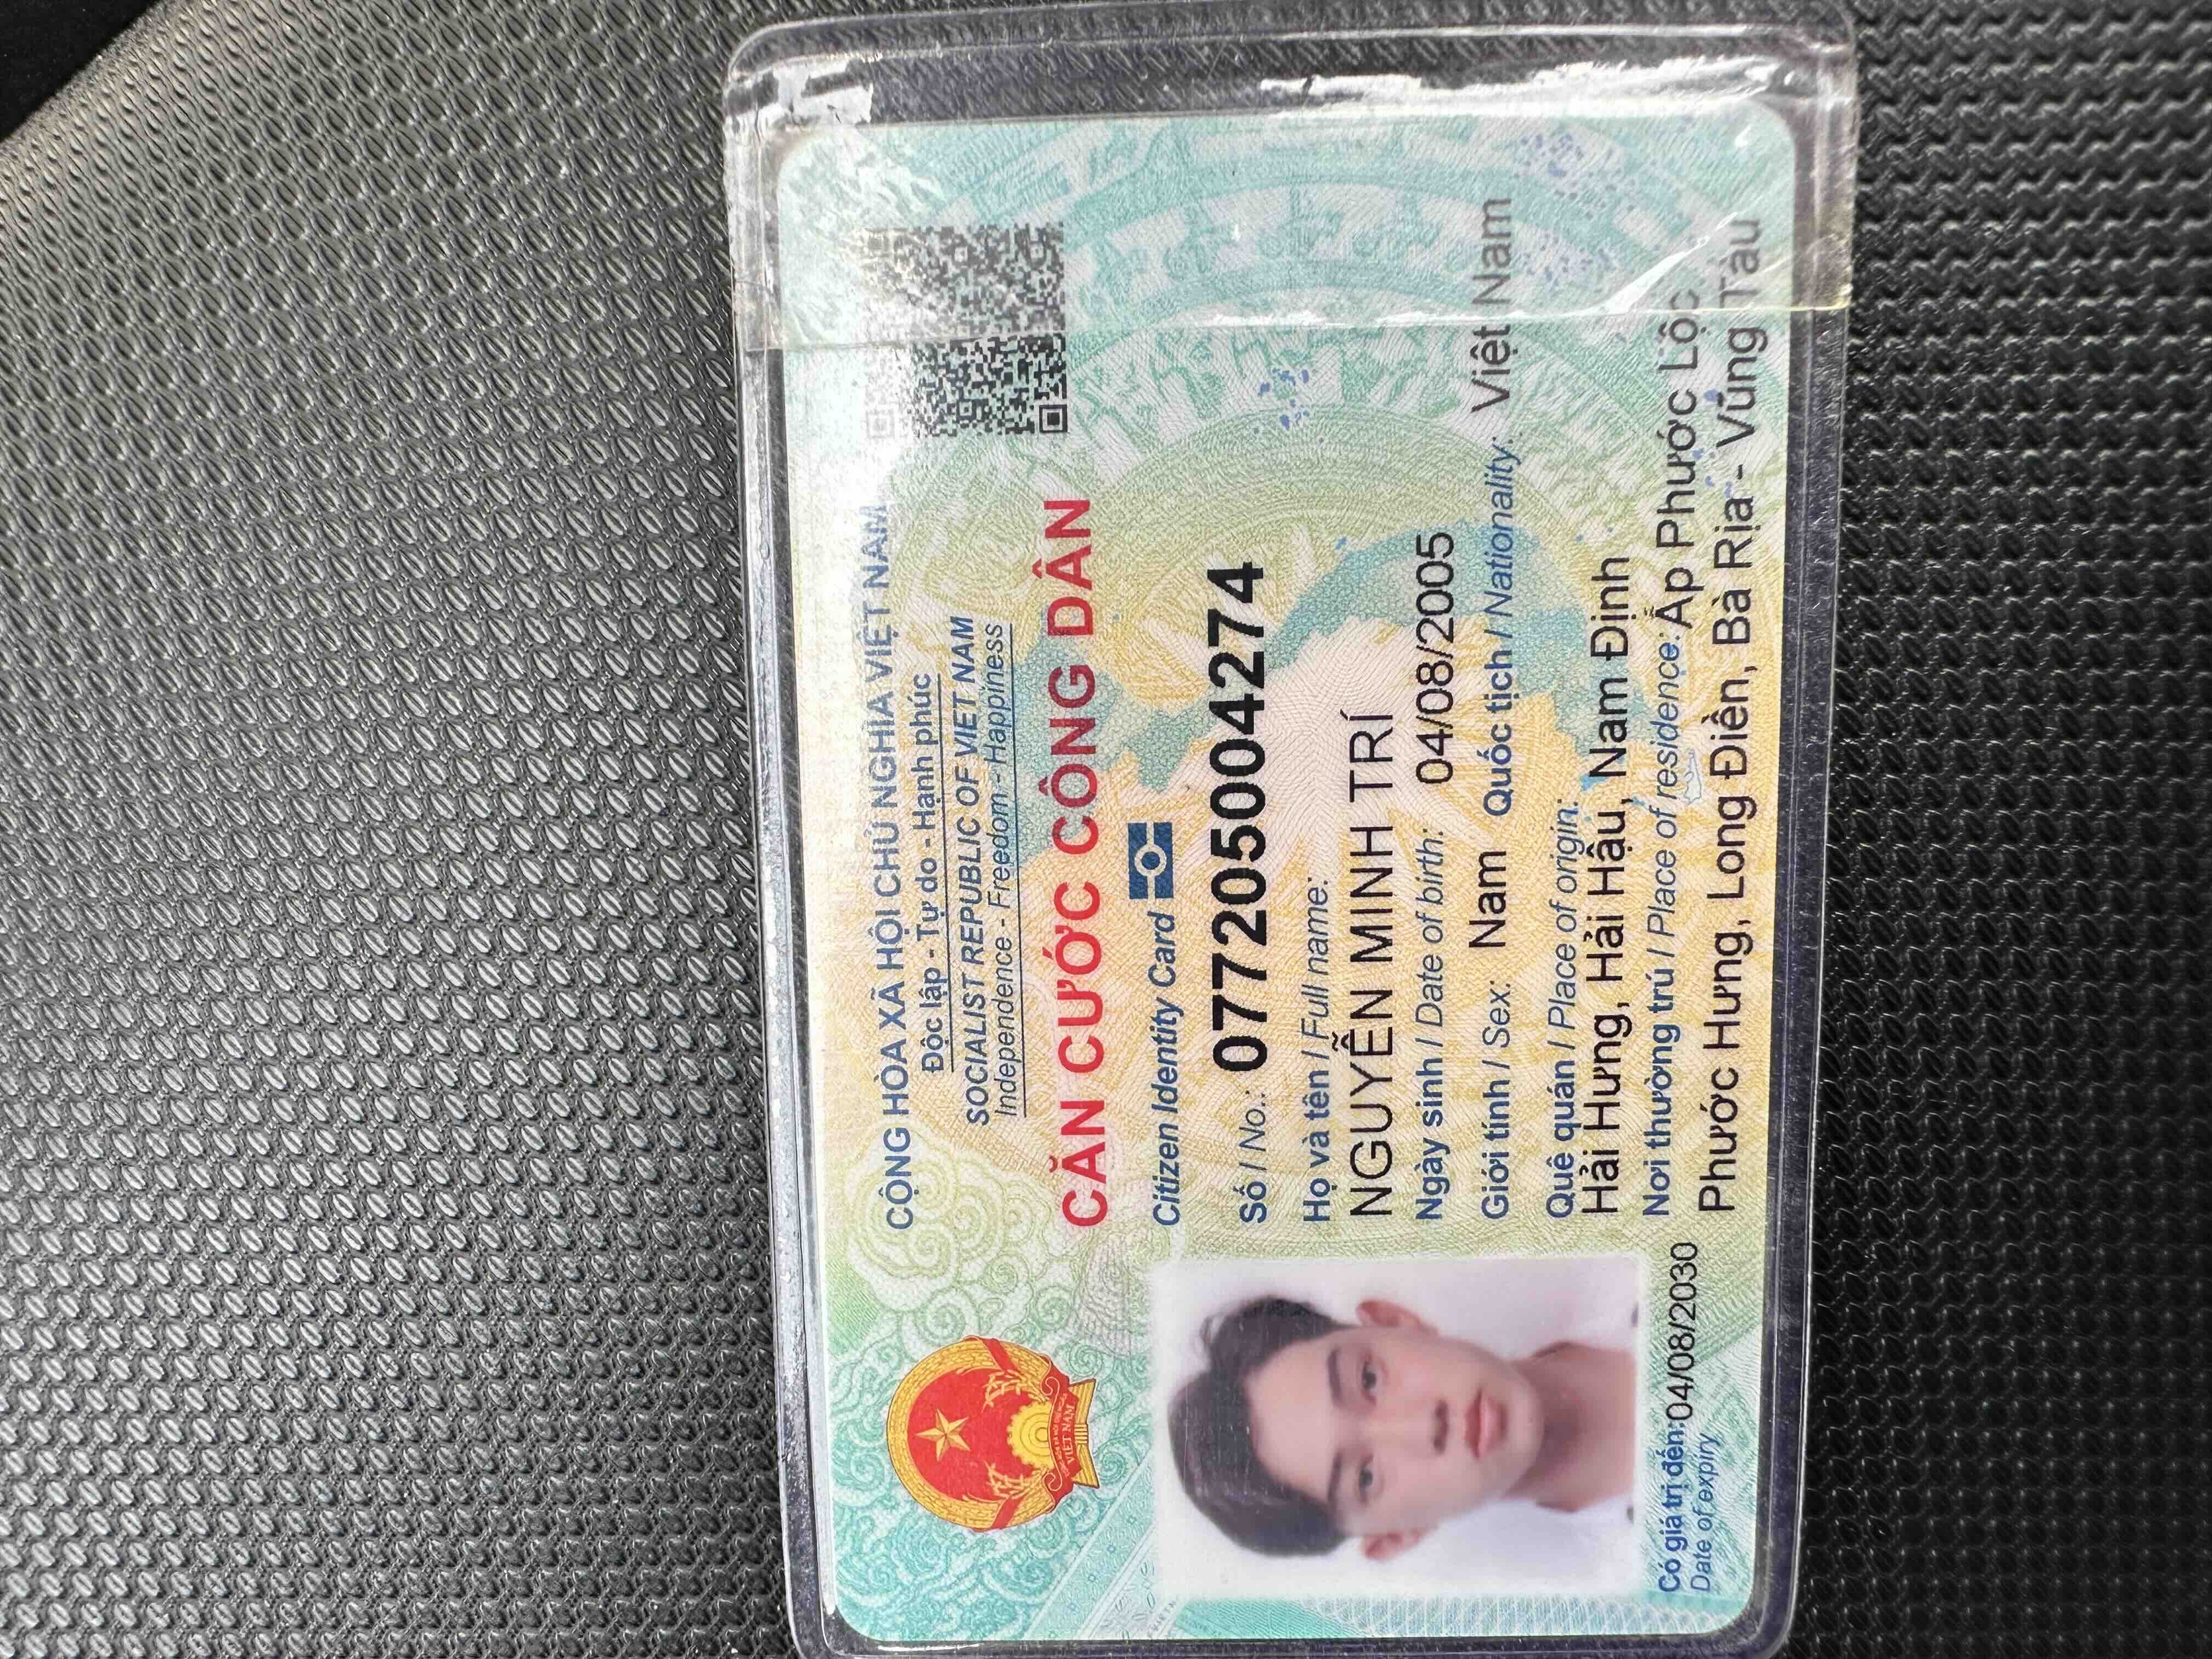 CỘNG HÒA XÃ HỘI CHỦ NGHĨA VIỆT NAM
Độc lập - Tự do - Hạnh phúc
SOCIALIST REPUBLIC OF VIET NAM
Independence - Freedom - Happiness
CĂN CƯỚC CÔNG DÂN
Citizen Identity Card
Số / No.: 077205004274
Họ và tên / Full name:
NGUYỄN MINH TRÍ
Ngày sinh / Date of birth: 04/08/2005
Giới tính / Sex: Nam Quốc tịch / Nationality: Việt Nam
Quê quán / Place of origin:
Hải Hưng, Hải Hậu, Nam Định
Nơi thường trú / Place of residence: Ấp Phước Lộc
Phước Hưng, Long Điền, Bà Rịa - Vũng Tàu
Có giá trị đến: 04/08/2030
Date of expiry
VIỆT NAM